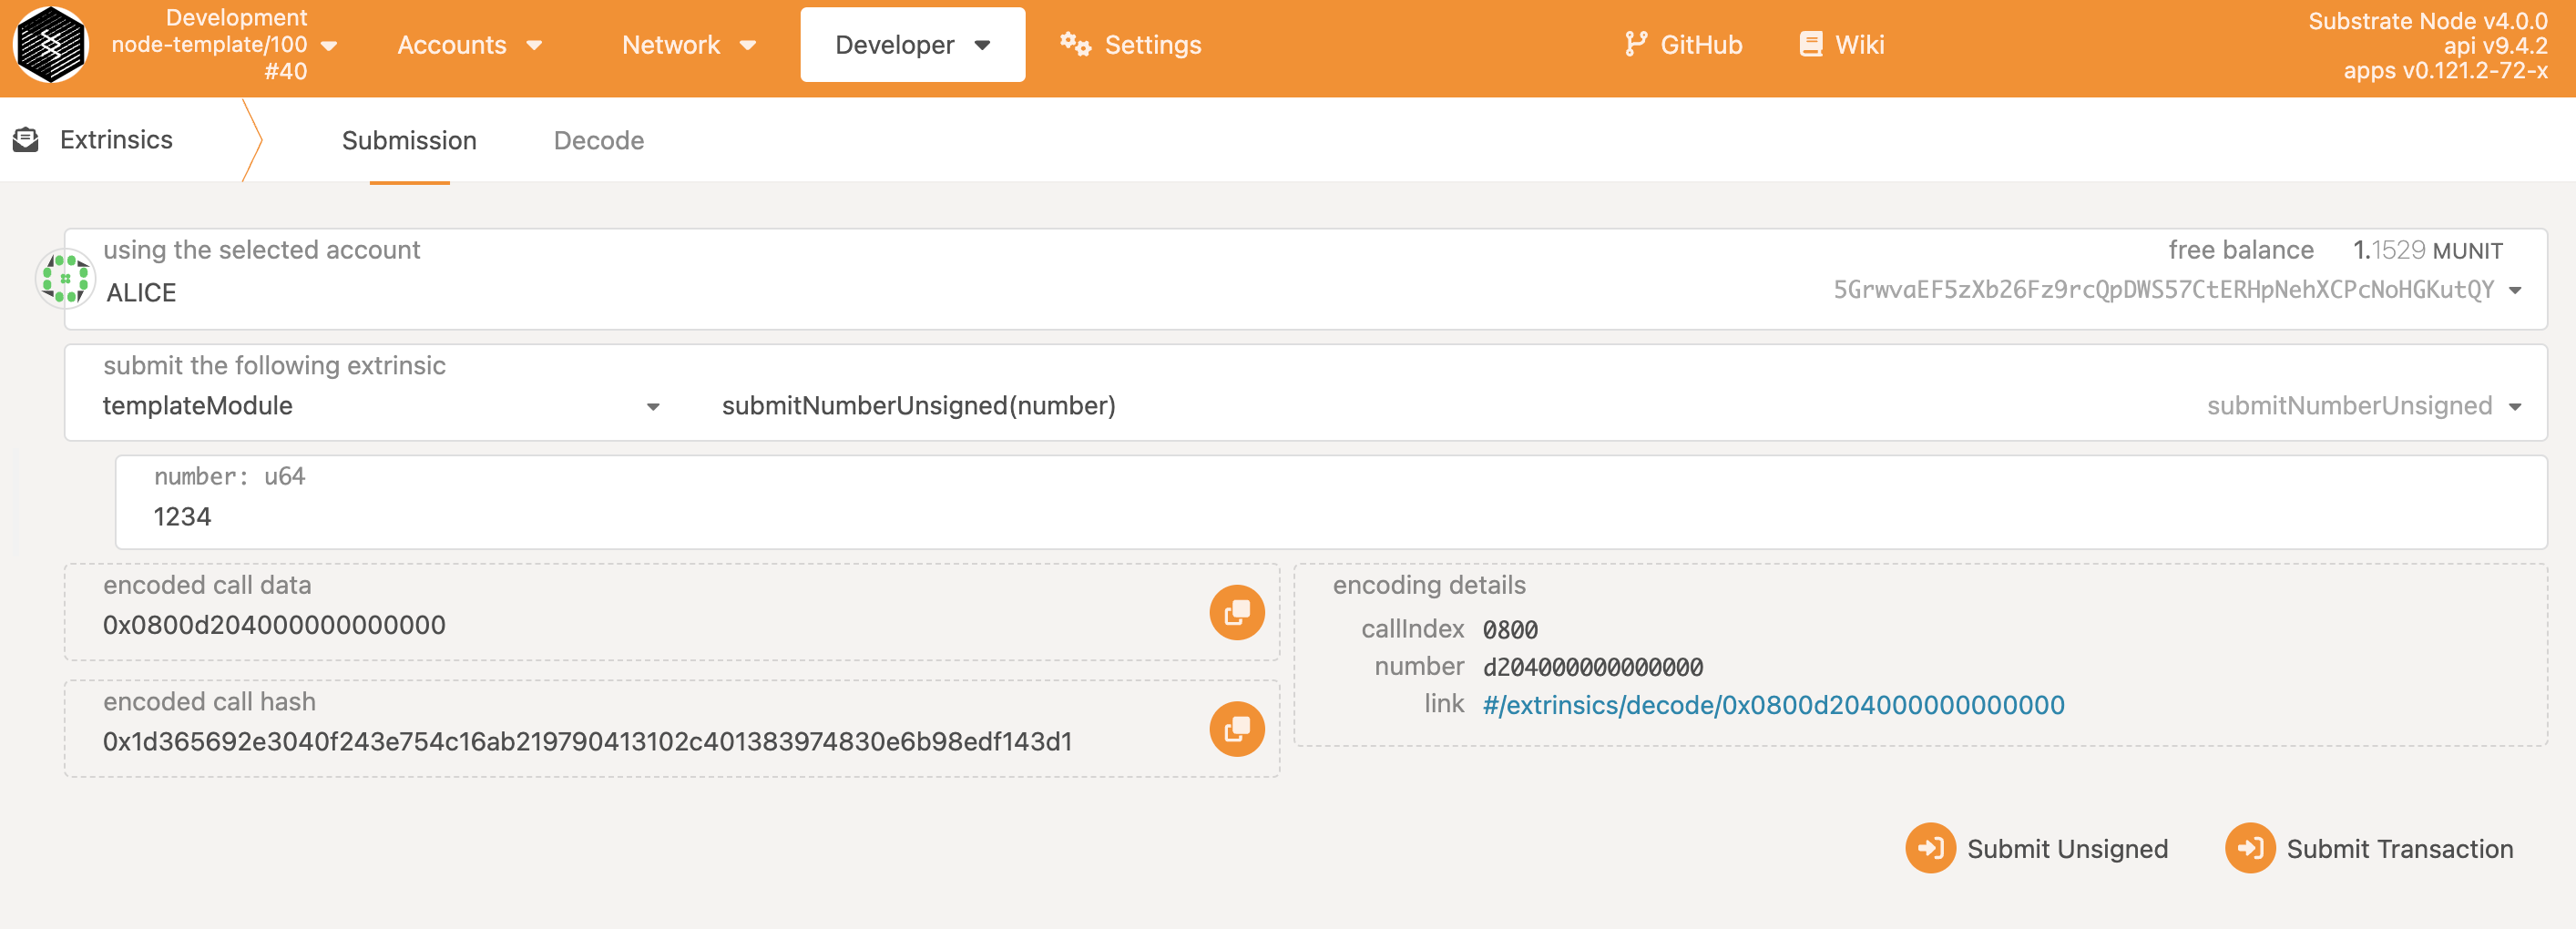 Development
node-template/100
#40
Accounts
Network
Developer
Settings
GitHub
Wiki
Substrate Node v4.0.0
api v9.4.2
apps v0.121.2-72-x
Extrinsics
Submission
Decode
using the selected account
ALICE
free balance 1.1529 MUNIT
5GrwvaEF5zXb26Fz9rcQpDWS57CtERHpNehXCPcNoHGKutQY
submit the following extrinsic
templateModule
submitNumberUnsigned(number)
submitNumberUnsigned
number: u64
1234
encoded call data
0x0800d204000000000000
encoded call hash
0x1d365692e3040f243e754c16ab219790413102c401383974830e6b98edf143d1
encoding details
callIndex 0800
number d204000000000000
link #/extrinsics/decode/0x0800d204000000000000
Submit Unsigned
Submit Transaction